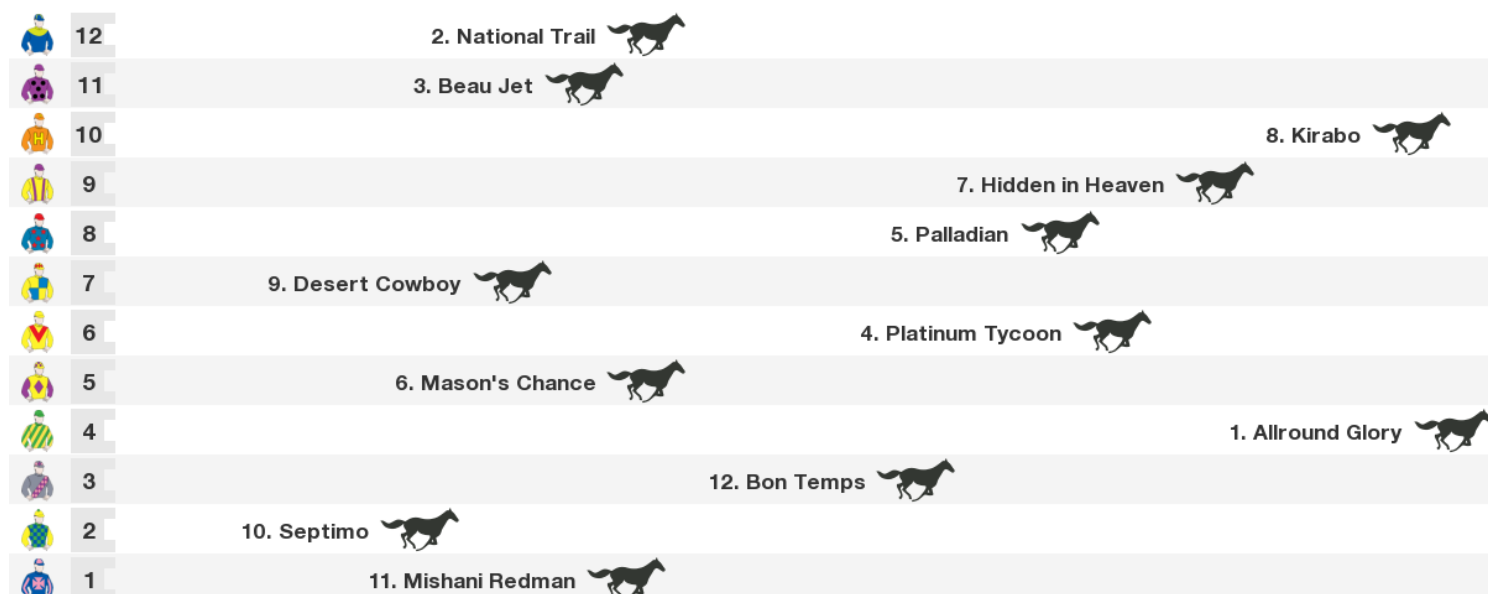 12 2. National Trail
11 3. Beau Jet
10 8. Kirabo
H
9 7. Hidden in Heaven
8 5. Palladian
7 9. Desert Cowboy
6 4. Platinum Tycoon
5 6. Mason's Chance
4 1. Allround Glory
3 12. Bon Temps
2 10. Septimo
1 11. Mishani Redman